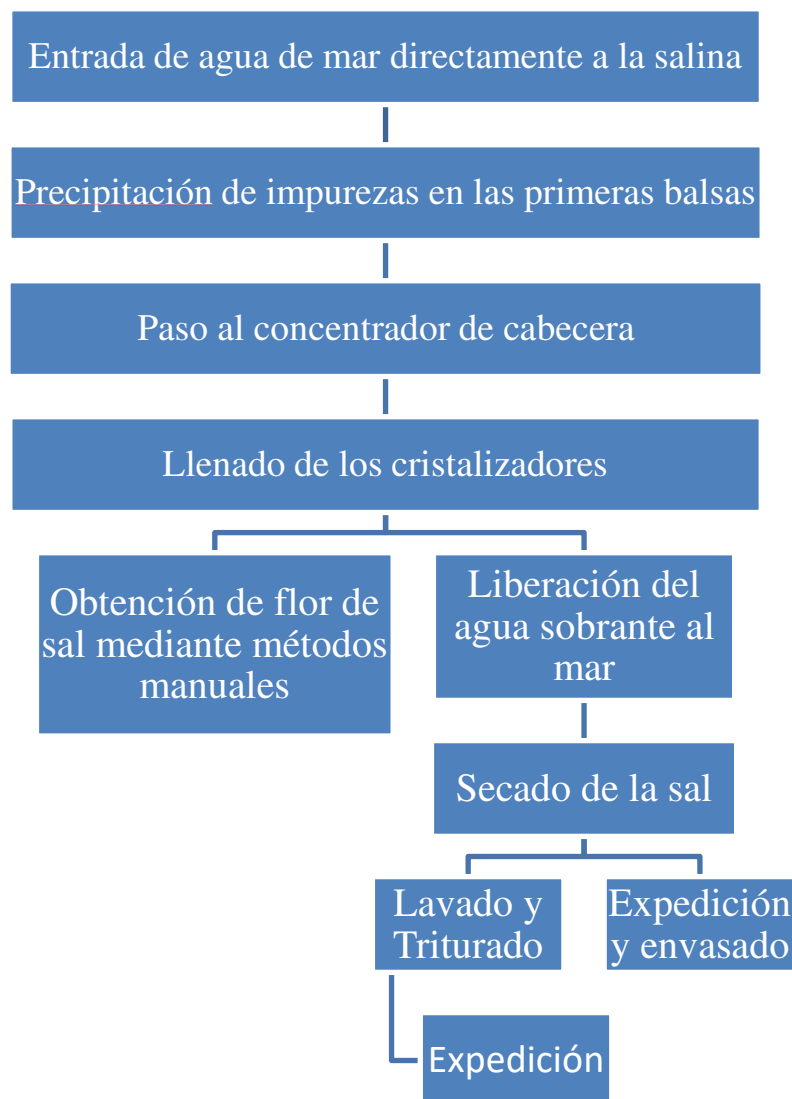 Entrada de agua de mar directamente a la salina
Precipitación de impurezas en las primeras balsas
Paso al concentrador de cabecera
Llenado de los cristalizadores
Obtención de flor de
sal mediante métodos
manuales
Liberación del
agua sobrante al
mar
Secado de la sal
Lavado y
Triturado
Expedición
y envasado
Expedición